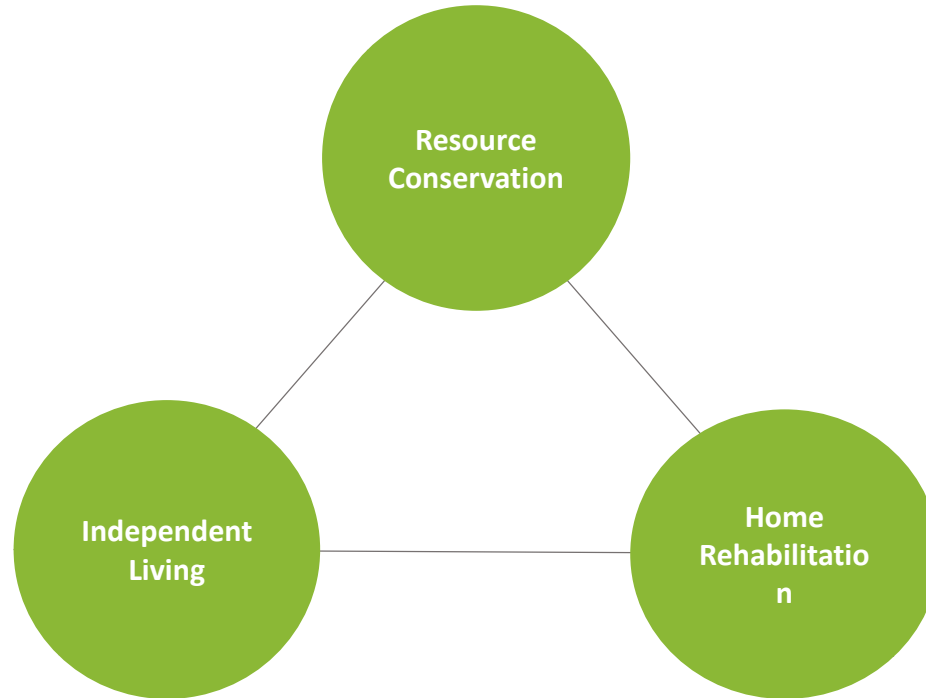 Resource
Conservation
Independent
Living
Home
Rehabilitatio
n